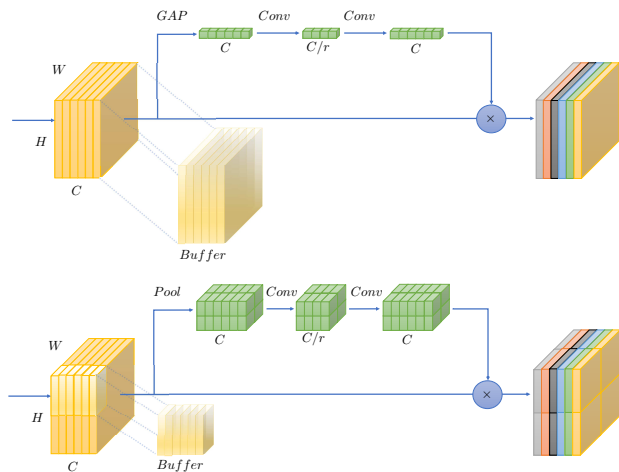 GAP Conv Conv
W
C C/r C
×
H
C
Buffer
Pool Conv Conv
C C/r C
W
×
H
C Buffer